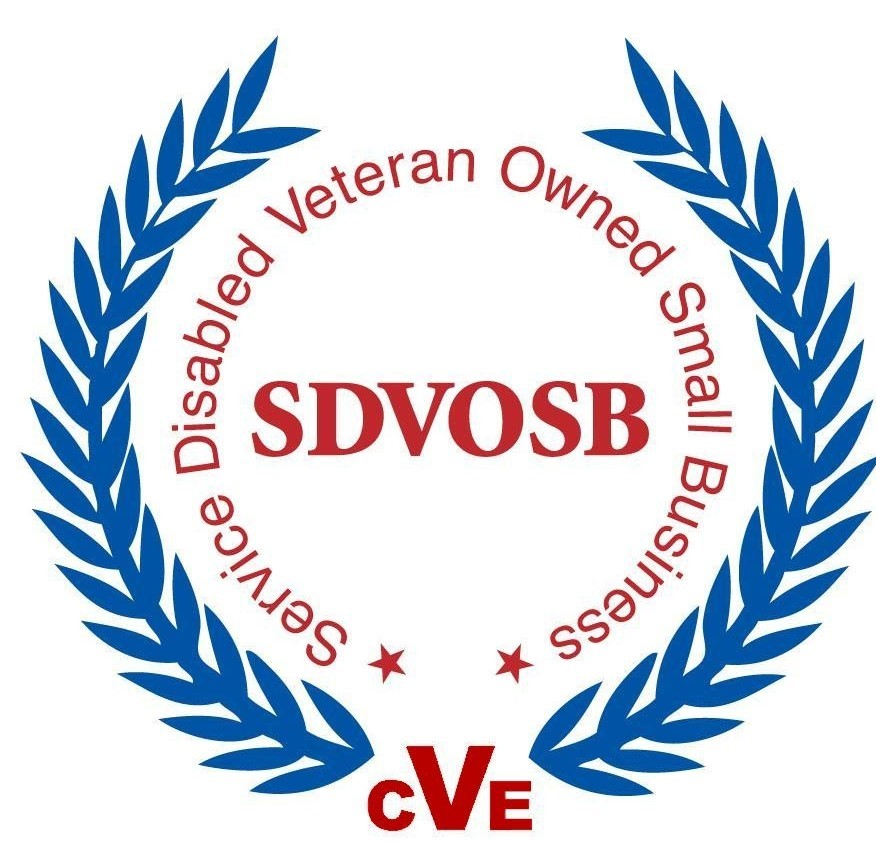 Service Disabled Veteran Owned Small Business
SDVOSB
CVE